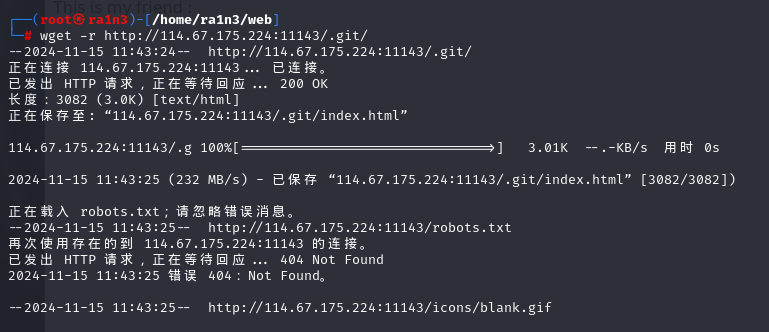 This is my friend :
┌──(root㉿ra1n3)-[/home/ra1n3/web]
└─# wget -r http://114.67.175.224:11143/.git/
--2024-11-15 11:43:24--  http://114.67.175.224:11143/.git/
正在连接 114.67.175.224:11143... 已连接。
已发出 HTTP 请求，正在等待回应... 200 OK
长度：3082 (3.0K) [text/html]
正在保存至: “114.67.175.224:11143/.git/index.html”
114.67.175.224:11143/.g 100%[==============================>]   3.01K  --.-KB/s  用时 0s
2024-11-15 11:43:25 (232 MB/s) - 已保存 “114.67.175.224:11143/.git/index.html” [3082/3082])
正在载入 robots.txt；请忽略错误消息。
--2024-11-15 11:43:25--  http://114.67.175.224:11143/robots.txt
再次使用存在的到 114.67.175.224:11143 的连接。
已发出 HTTP 请求，正在等待回应... 404 Not Found
2024-11-15 11:43:25 错误 404：Not Found。
--2024-11-15 11:43:25--  http://114.67.175.224:11143/icons/blank.gif